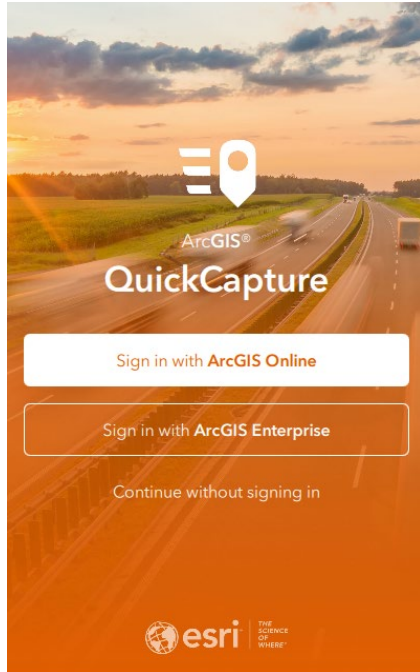 ArcGIS®
QuickCapture
Sign in with ArcGIS Online
Sign in with ArcGIS Enterprise
Continue without signing in
esri™
THE
SCIENCE
OF
WHERE®